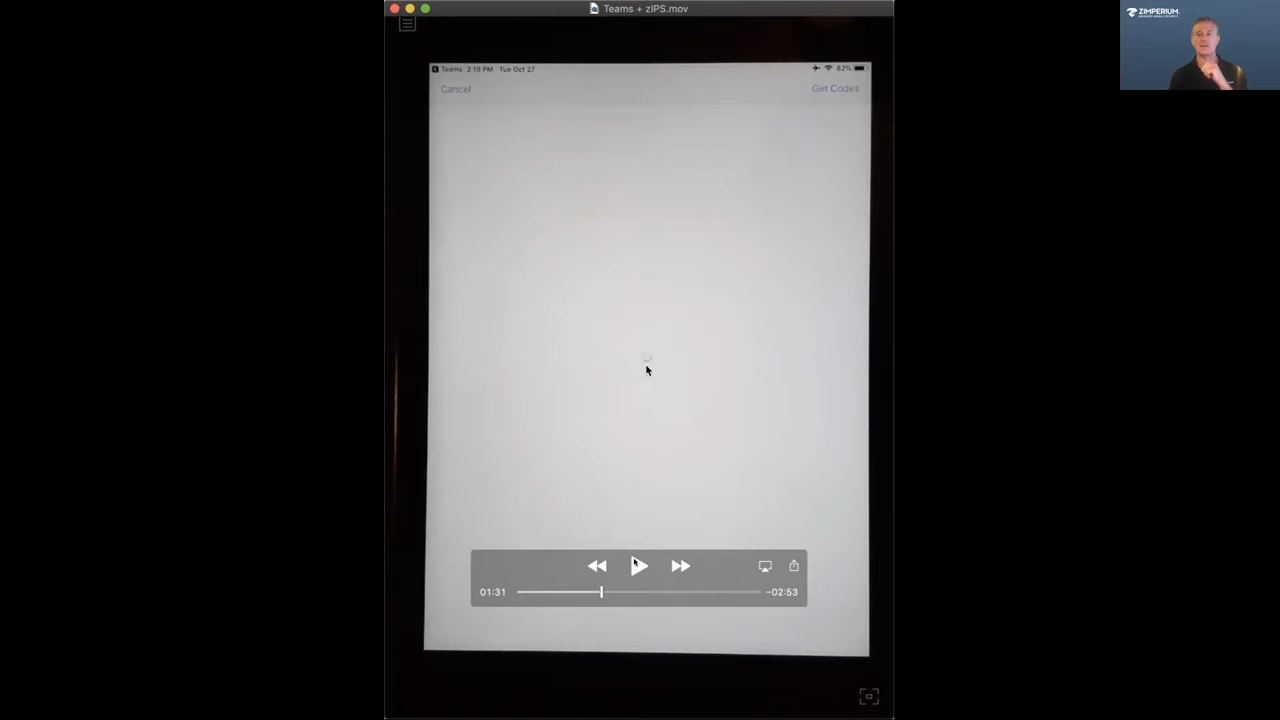 Teams + zIPS.mov
ZIMPERIUM
Teams 2:19 PM Tue Oct 27
82%
Cancel
Get Codes
01:31
-02:53